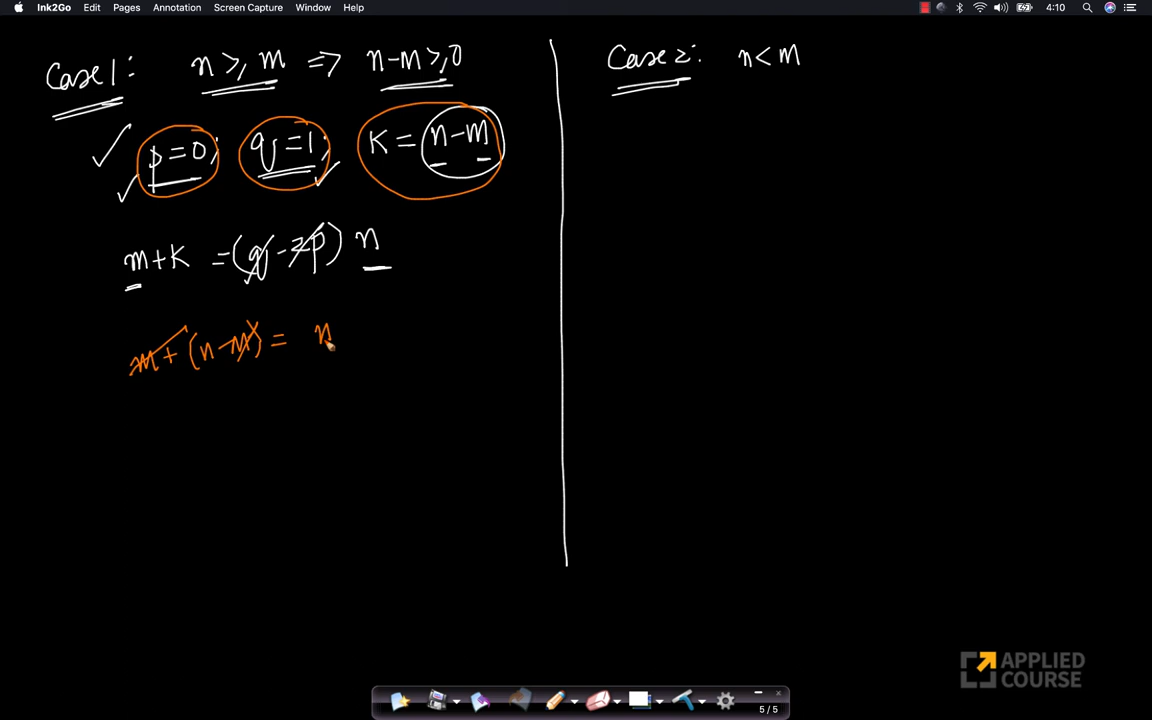 Ink2Go Edit Pages Annotation Screen Capture Window Help 4:10
Case 1: n ≥ m => n-m ≥ 0
p=0; q=1; K = n-m
m+K = (q-2p) n
m+(n-m) = n
Case 2: n < m
APPLIED
COURSE
5 / 5